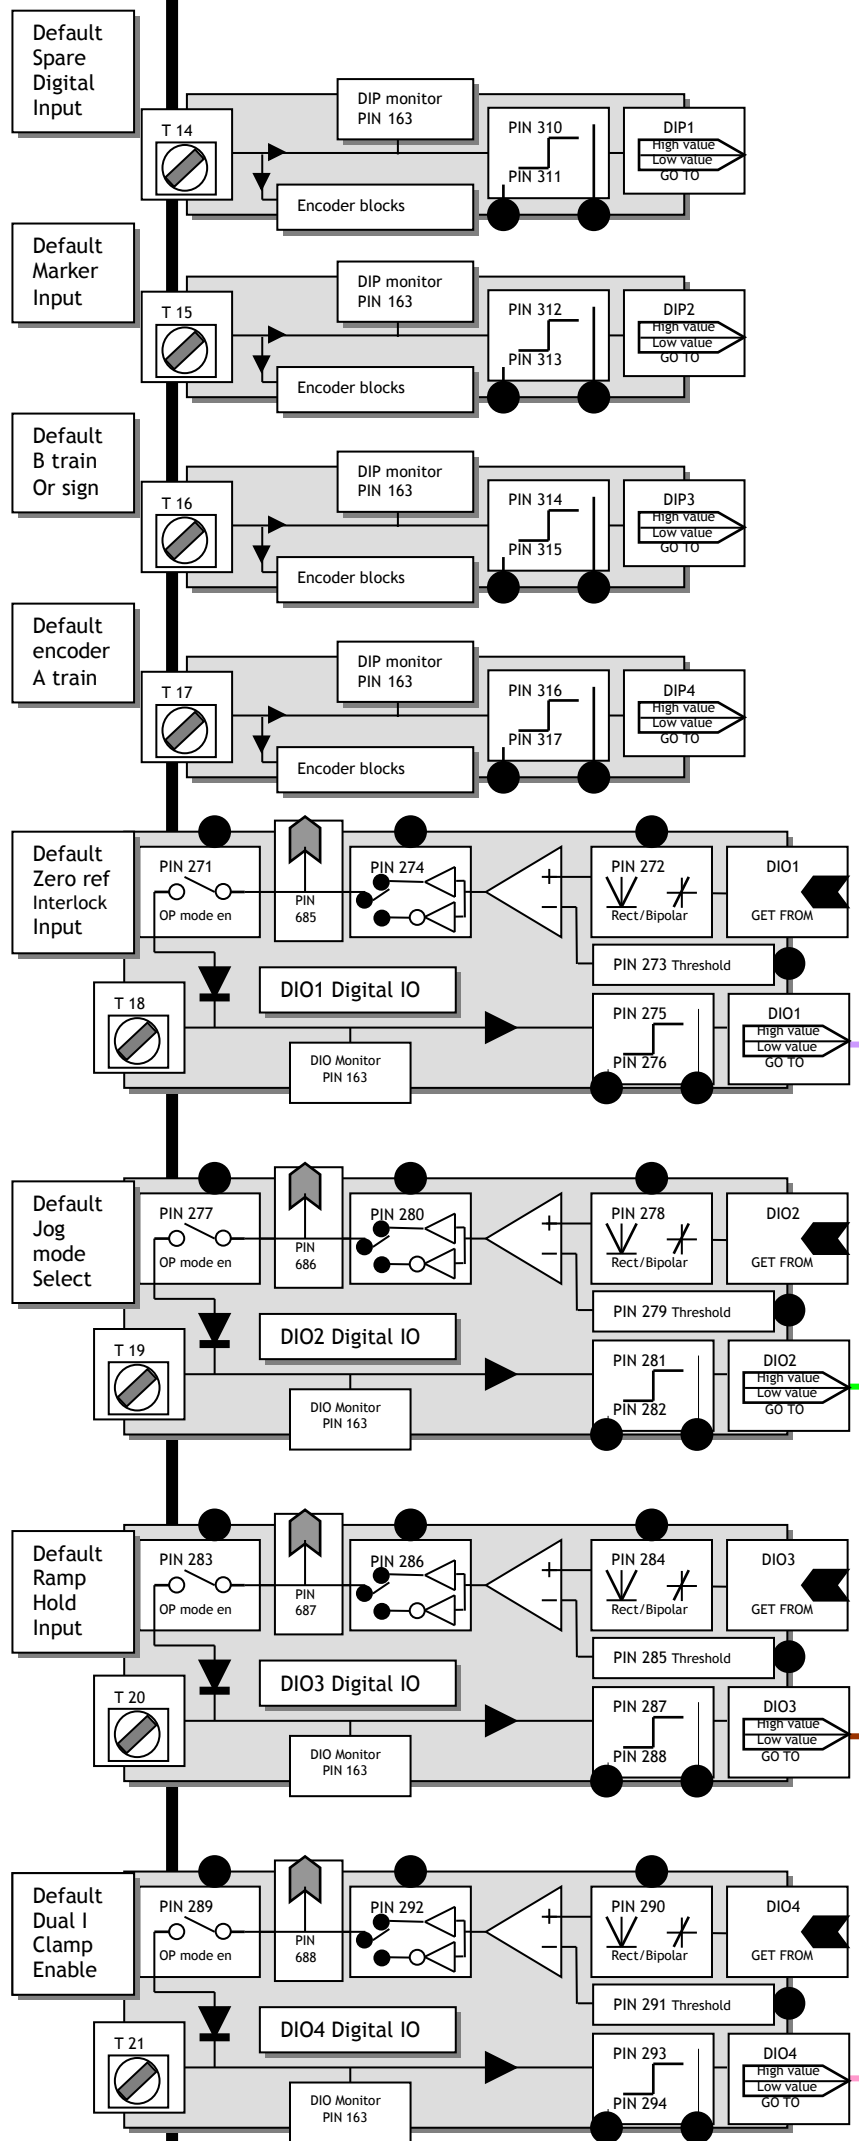 Default
Spare
Digital
Input
T 14
DIP monitor
PIN 163
Encoder blocks
PIN 310
PIN 311
DIP1
High value
Low value
GO TO
Default
Marker
Input
T 15
DIP monitor
PIN 163
Encoder blocks
PIN 312
PIN 313
DIP2
High value
Low value
GO TO
Default
B train
Or sign
T 16
DIP monitor
PIN 163
Encoder blocks
PIN 314
PIN 315
DIP3
High value
Low value
GO TO
Default
encoder
A train
T 17
DIP monitor
PIN 163
Encoder blocks
PIN 316
PIN 317
DIP4
High value
Low value
GO TO
Default
Zero ref
Interlock
Input
PIN 271
OP mode en
PIN
685
PIN 274
+
–
PIN 272
Rect/Bipolar
DIO1
GET FROM
PIN 273 Threshold
T 18
DIO1 Digital IO
DIO Monitor
PIN 163
PIN 275
PIN 276
DIO1
High value
Low value
GO TO
Default
Jog
mode
Select
PIN 277
OP mode en
PIN
686
PIN 280
+
–
PIN 278
Rect/Bipolar
DIO2
GET FROM
PIN 279 Threshold
T 19
DIO2 Digital IO
DIO Monitor
PIN 163
PIN 281
PIN 282
DIO2
High value
Low value
GO TO
Default
Ramp
Hold
Input
PIN 283
OP mode en
PIN
687
PIN 286
+
–
PIN 284
Rect/Bipolar
DIO3
GET FROM
PIN 285 Threshold
T 20
DIO3 Digital IO
DIO Monitor
PIN 163
PIN 287
PIN 288
DIO3
High value
Low value
GO TO
Default
Dual I
Clamp
Enable
PIN 289
OP mode en
PIN
688
PIN 292
+
–
PIN 290
Rect/Bipolar
DIO4
GET FROM
PIN 291 Threshold
T 21
DIO4 Digital IO
DIO Monitor
PIN 163
PIN 293
PIN 294
DIO4
High value
Low value
GO TO